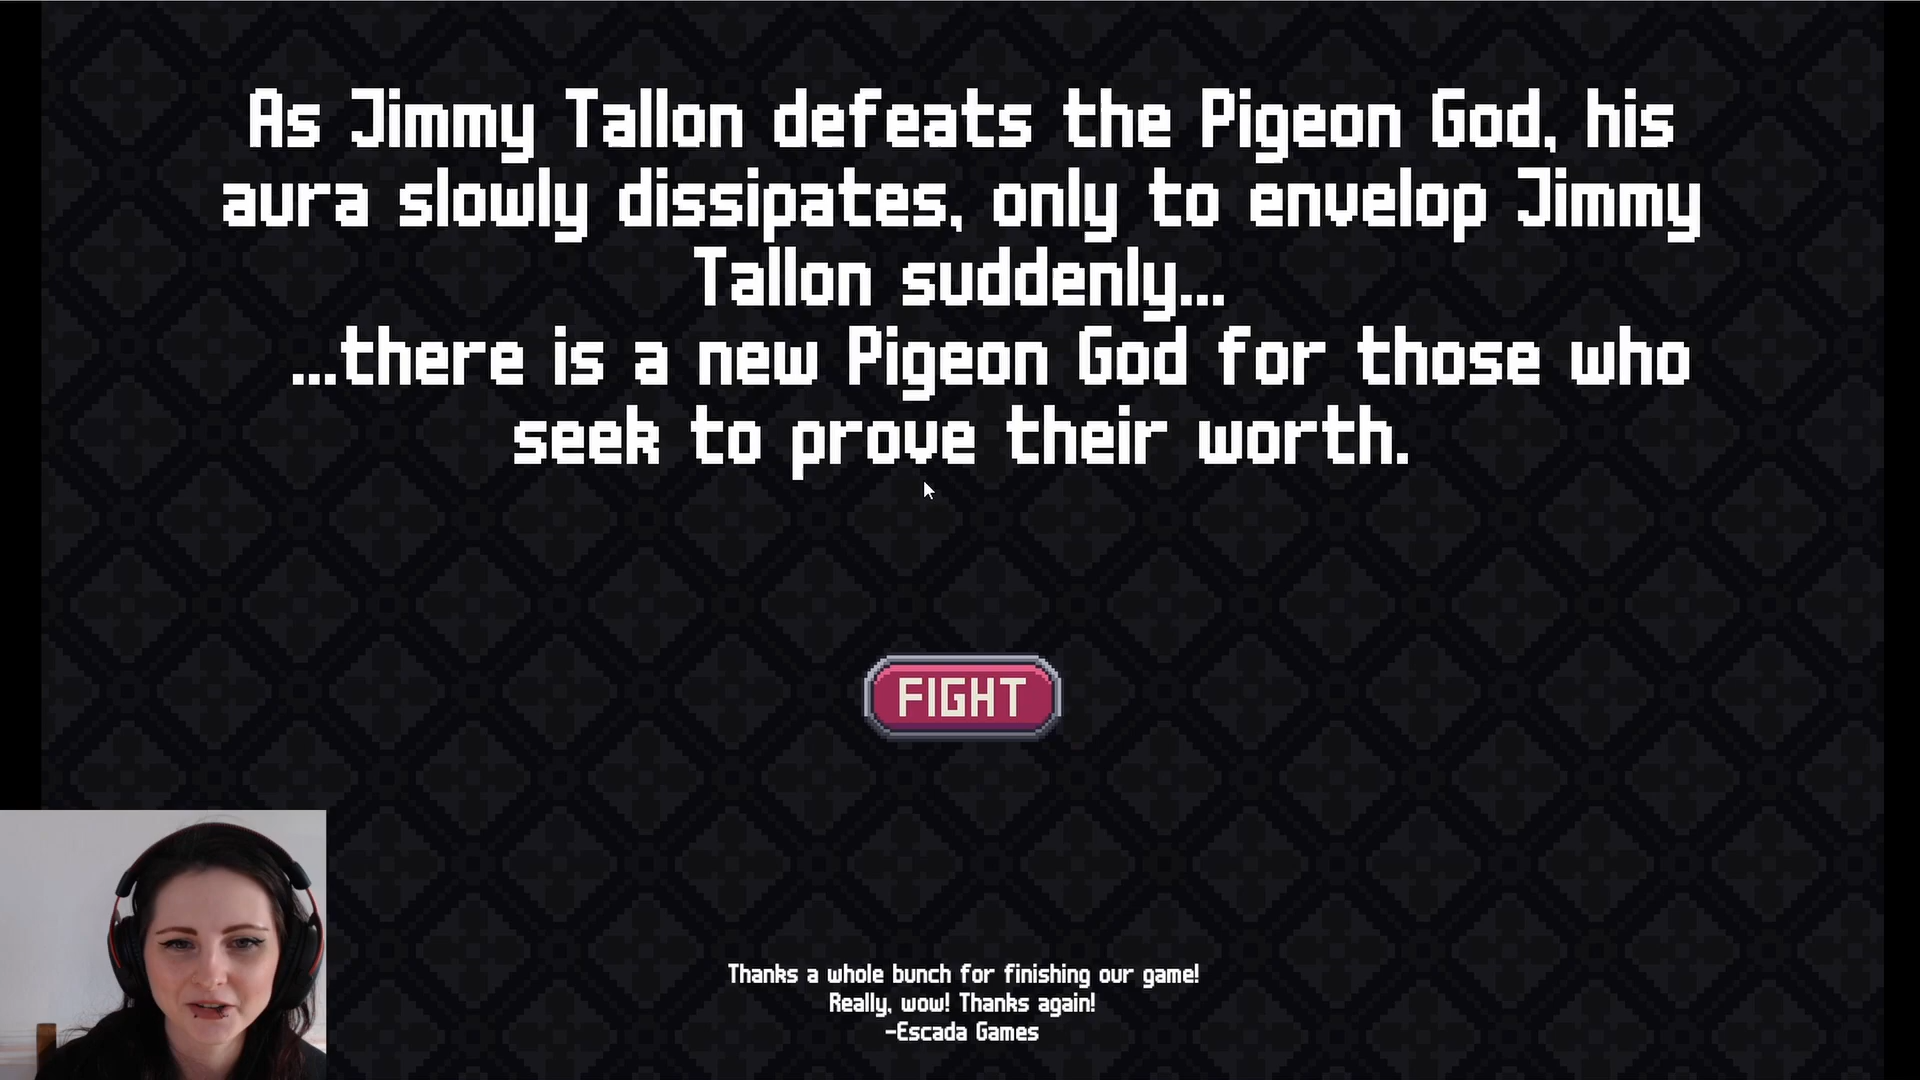 As Jimmy Tallon defeats the Pigeon God, his
aura slowly dissipates, only to envelop Jimmy
Tallon suddenly...
...there is a new Pigeon God for those who
seek to prove their worth.
FIGHT
Thanks a whole bunch for finishing our game!
Really, wow! Thanks again!
-Escada Games